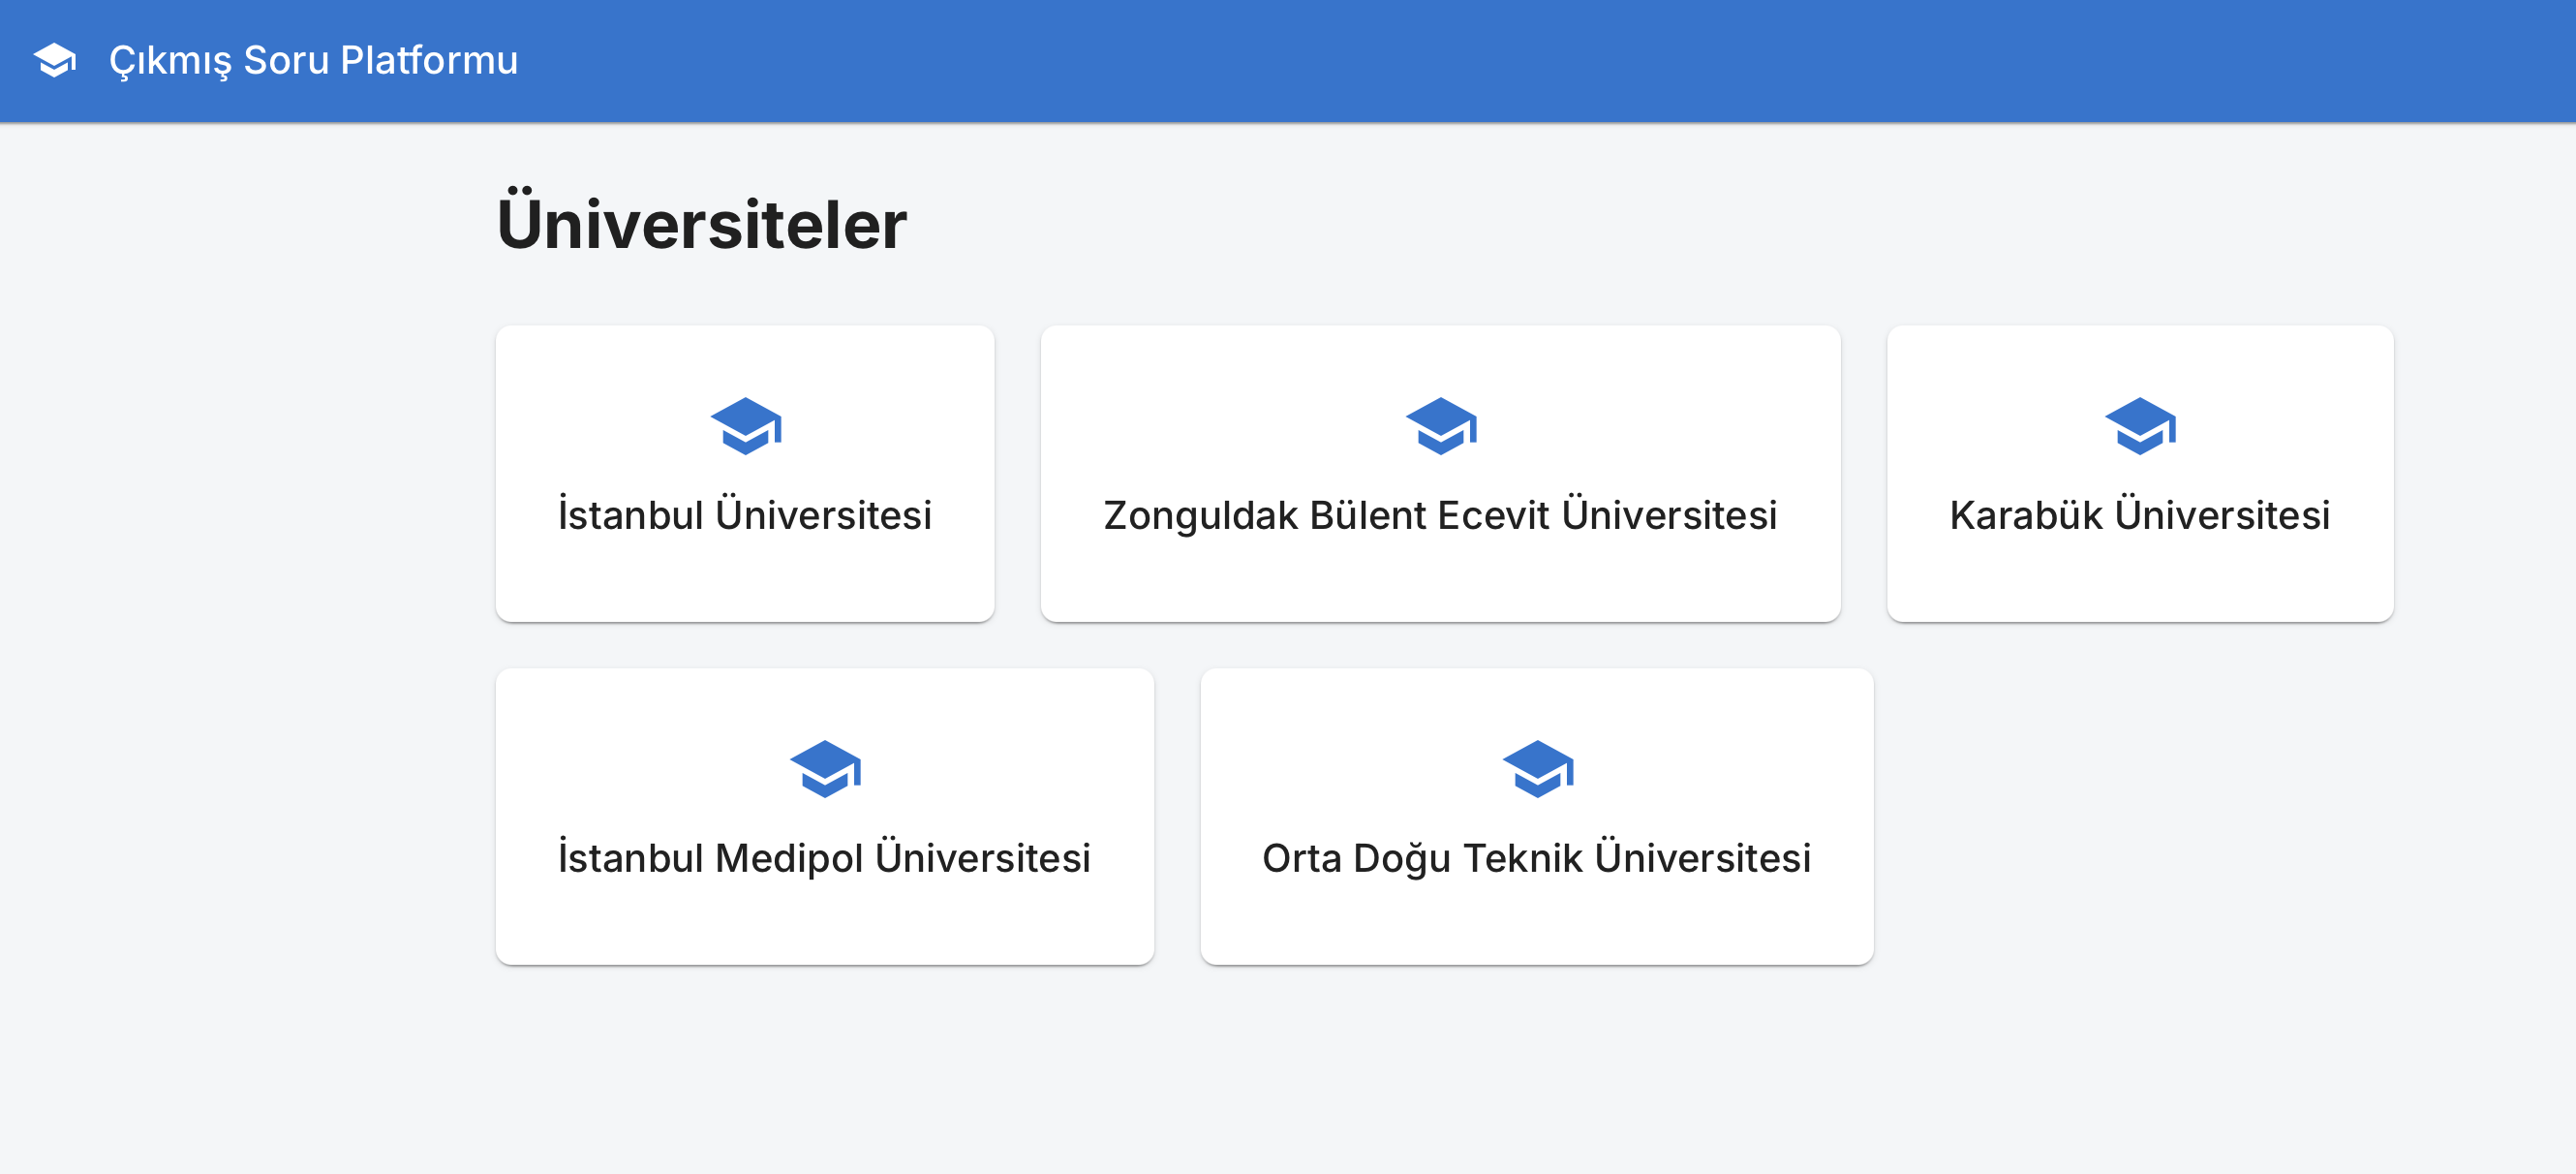 Çıkmış Soru Platformu
Üniversiteler
İstanbul Üniversitesi
Zonguldak Bülent Ecevit Üniversitesi
Karabük Üniversitesi
İstanbul Medipol Üniversitesi
Orta Doğu Teknik Üniversitesi